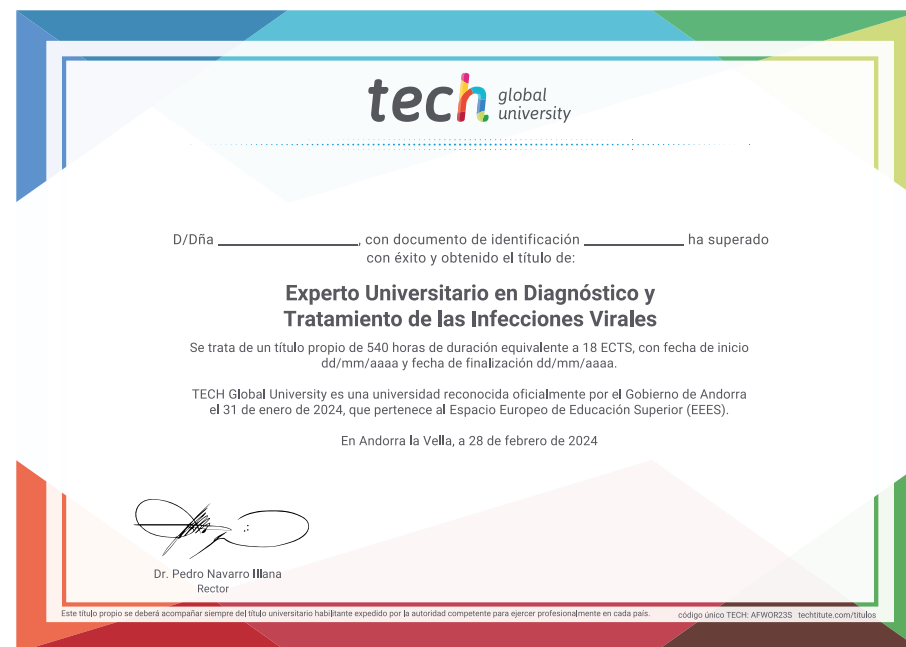 tech global
university
D/Dña ____________________, con documento de identificación ______________ ha superado
con éxito y obtenido el título de:
Experto Universitario en Diagnóstico y
Tratamiento de las Infecciones Virales
Se trata de un título propio de 540 horas de duración equivalente a 18 ECTS, con fecha de inicio
dd/mm/aaaa y fecha de finalización dd/mm/aaaa.
TECH Global University es una universidad reconocida oficialmente por el Gobierno de Andorra
el 31 de enero de 2024, que pertenece al Espacio Europeo de Educación Superior (EEES).
En Andorra la Vella, a 28 de febrero de 2024
Dr. Pedro Navarro Illana
Rector
Este título propio se deberá acompañar siempre del título universitario habilitante expedido por la autoridad competente para ejercer profesionalmente en cada país.
código único TECH: AFWOR23S techtitute.com/titulos